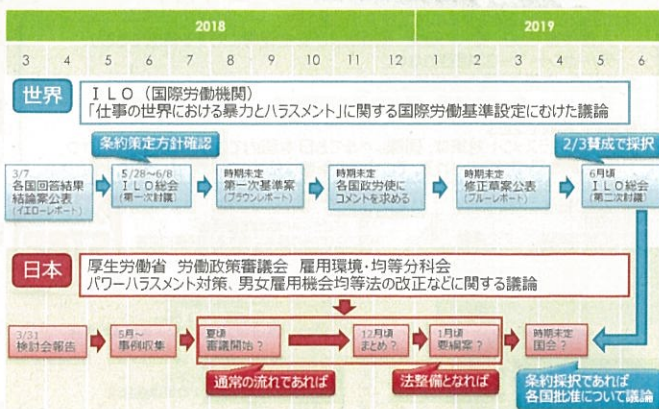 2018
2019
3 4 5 6 7 8 9 10 11 12 1 2 3 4 5 6
世界
ＩＬＯ（国際労働機関）
「仕事の世界における暴力とハラスメント」に関する国際労働基準設定にむけた議論
条約策定方針確認
2/3賛成で採択
3/7
各国回答結果
結論案公表
(イエローレポート)
5/28～6/8
ＩＬＯ総会
(第一次討議)
時期未定
第一次基準案
(ブラウンレポート)
時期未定
各国政労使に
コメントを求める
時期未定
修正草案公表
(ブルーレポート)
6月頃
ＩＬＯ総会
(第二次討議)
日本
厚生労働省　労働政策審議会　雇用環境・均等分科会
パワーハラスメント対策、男女雇用機会均等法の改正などに関する議論
3/31
検討会報告
5月～
事例収集
夏頃
審議開始？
12月頃
まとめ？
1月頃
要綱案？
時期未定
国会？
通常の流れであれば
法整備となれば
条約採択であれば
各国批准について議論